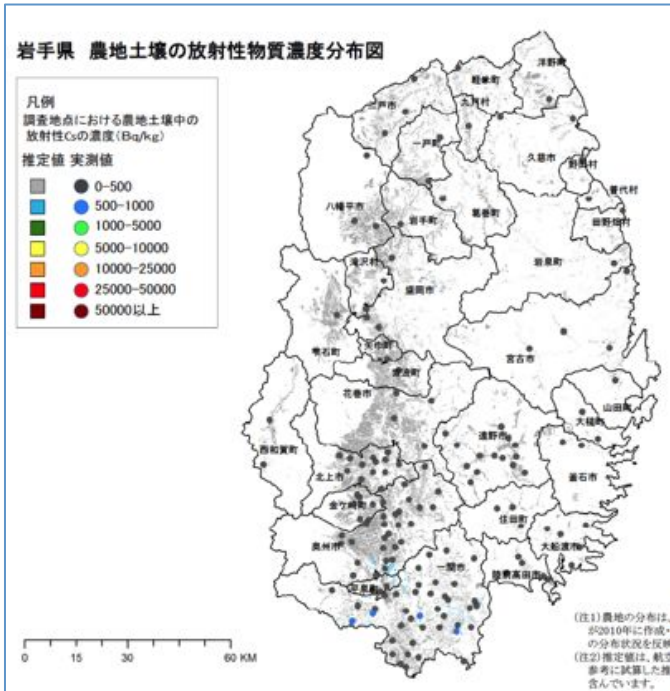 岩手県 農地土壌の放射性物質濃度分布図
凡例
調査地点における農地土壌中の
放射性Csの濃度(Bq/kg)
推定値 実測値
0-500
500-1000
1000-5000
5000-10000
10000-25000
25000-50000
50000以上
洋野町
軽米町
二戸市
九戸村
一戸町
久慈市
野田村
普代村
八幡平市
岩手町
葛巻町
田野畑村
滝沢村
岩泉町
盛岡市
雫石町
矢巾町
宮古市
紫波町
花巻市
山田町
大槌町
西和賀町
遠野市
北上市
釜石市
金ケ崎町
住田町
奥州市
大船渡市
一関市
陸前高田市
平泉町
0 15 30 60 KM
(注1)農地の分布は、
が2010年に作成・
の分布状況を反映
(注2)推定値は、航空
参考に試算した推
含んでいます。